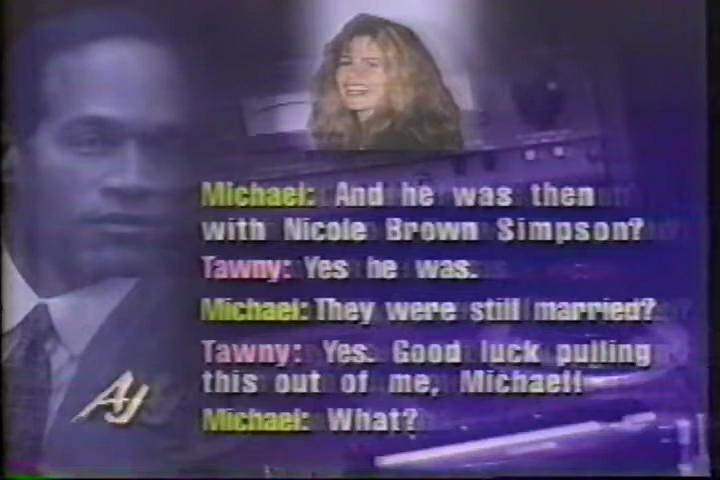 Michael: And he was then
with Nicole Brown Simpson?
Tawny: Yes he was.
Michael: They were still married?
Tawny: Yes. Good luck pulling
this out of me, Michael!
Michael: What?
AJ